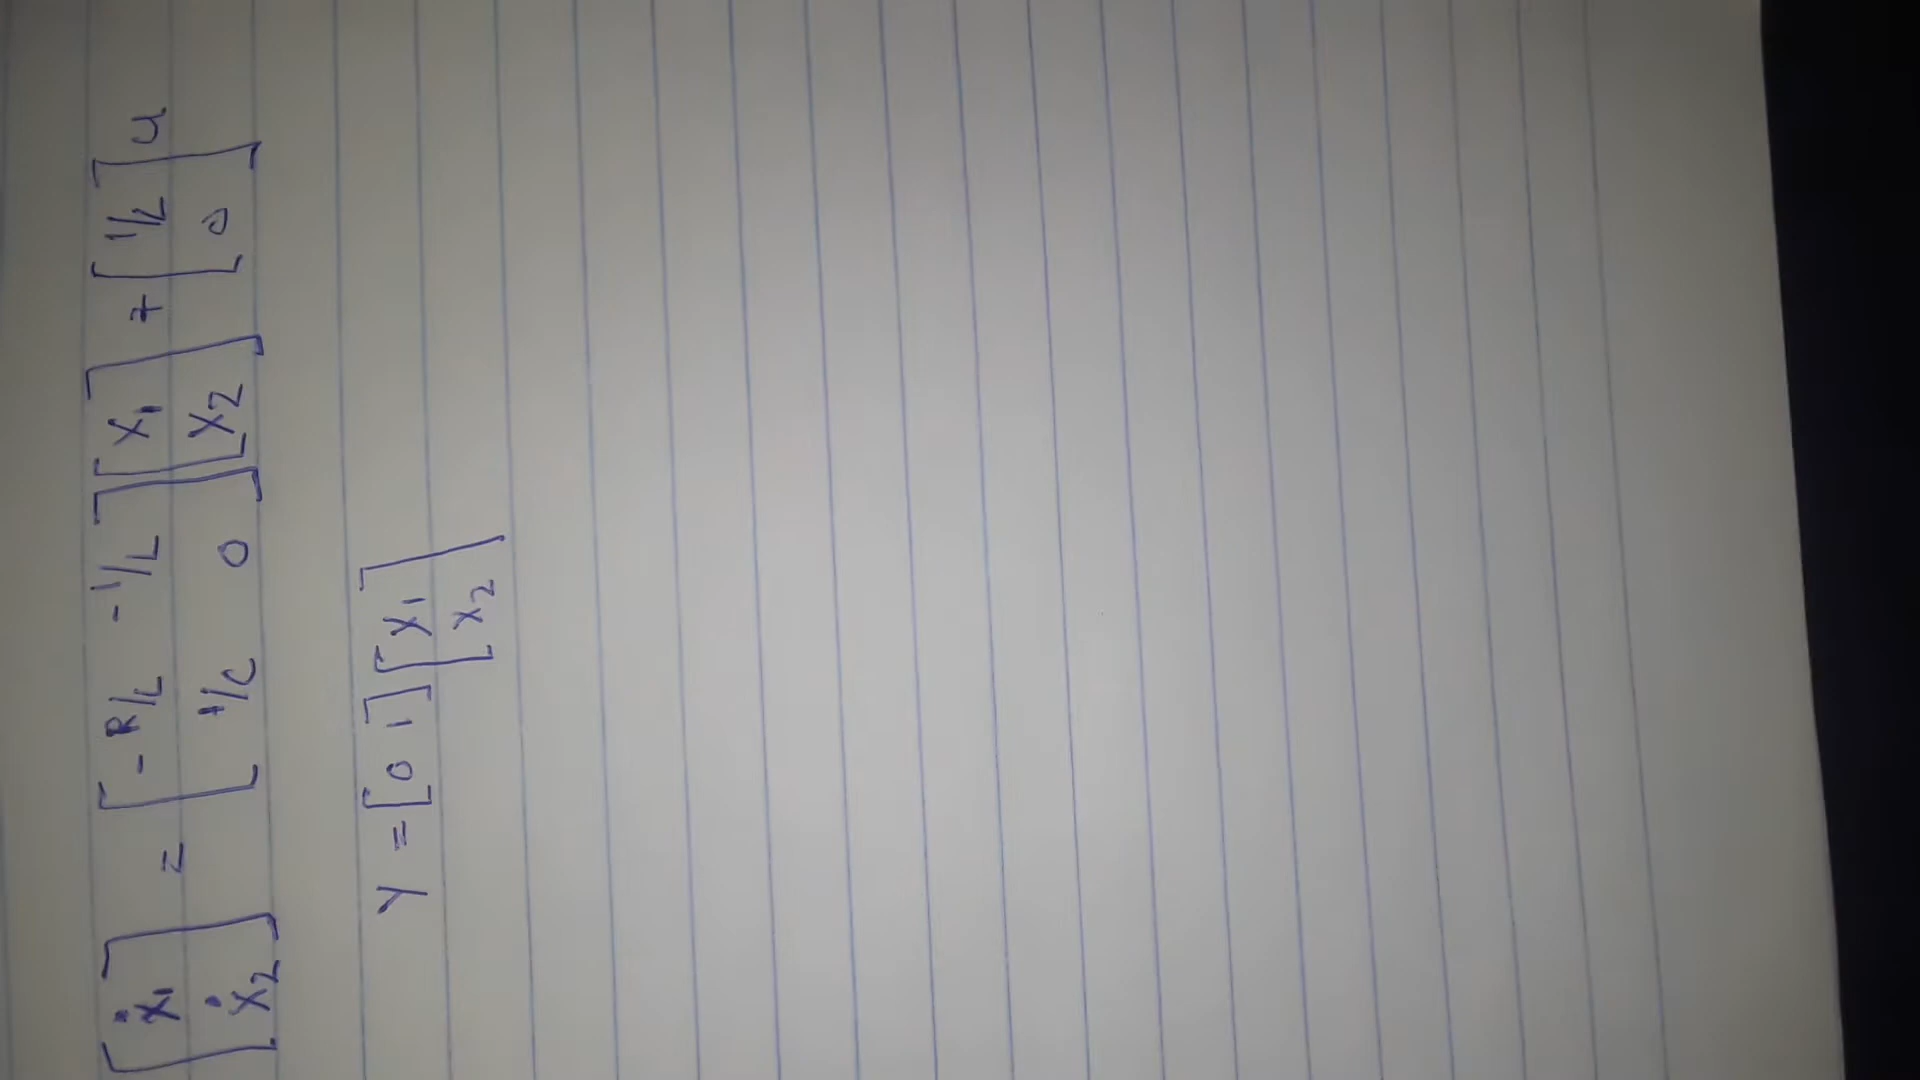 [ẋ₁ ẋ₂] = [-R/L -1/L 1/C 0] [x₁ x₂] + [1/L 0] u
y = [0 1] [x₁ x₂]